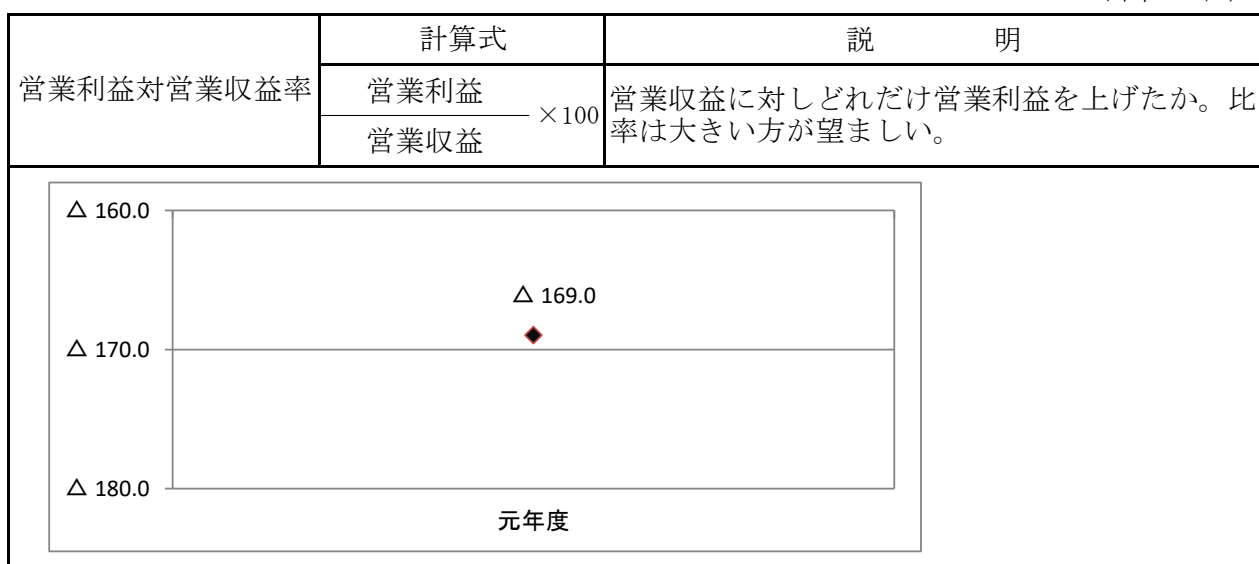 計算式
説 明
営業利益対営業収益率
営業利益
営業収益
×100
営業収益に対しどれだけ営業利益を上げたか。比
率は大きい方が望ましい。
△ 160.0
△ 169.0
△ 170.0
△ 180.0
元年度